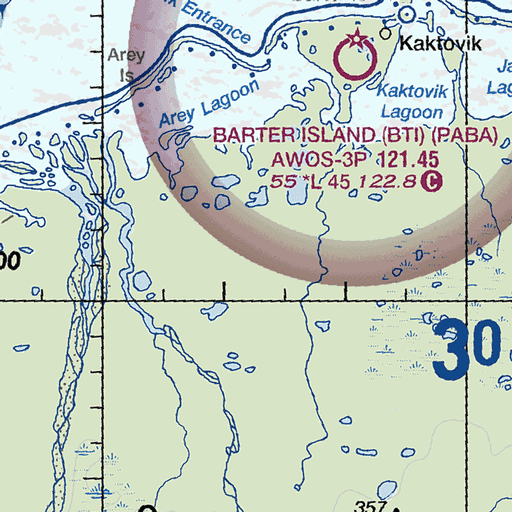 Entrance
Arey
Is
Kaktovik
Arey Lagoon
Kaktovik
Lagoon
BARTER ISLAND (BTI) (PABA)
AWOS-3P 121.45
55 *L 45 122.8 C
00
30
357